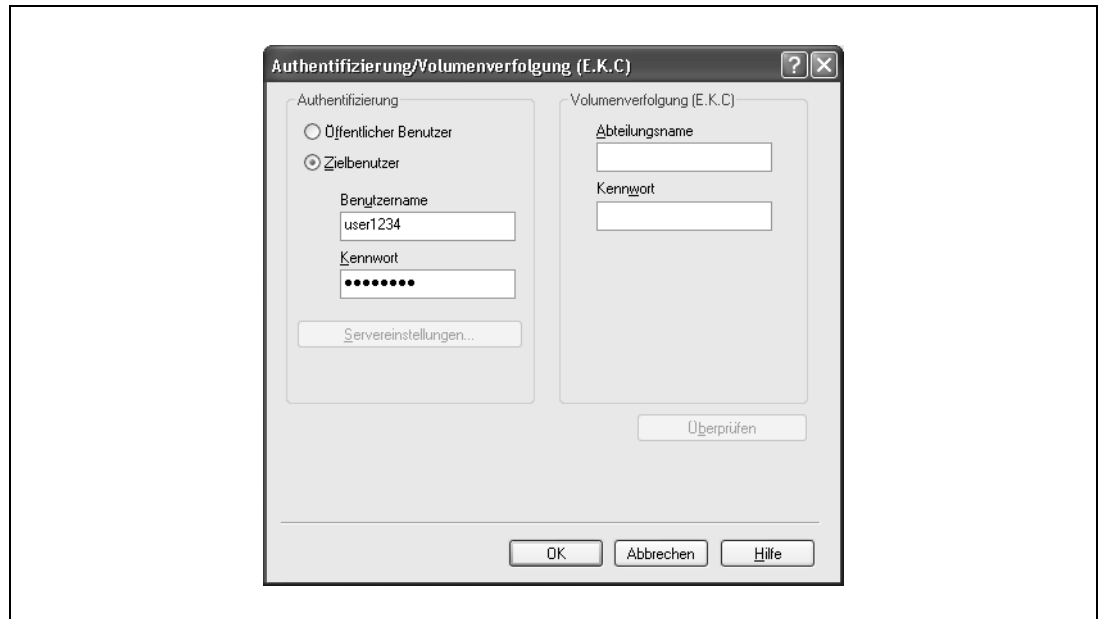 Authentifizierung/Volumenverfolgung (E.K.C)
Authentifizierung
Öffentlicher Benutzer
Zielbenutzer
Benutzername
user1234
Kennwort
••••••••
Servereinstellungen...
Volumenverfolgung (E.K.C)
Abteilungsname
Kennwort
Überprüfen
OK
Abbrechen
Hilfe